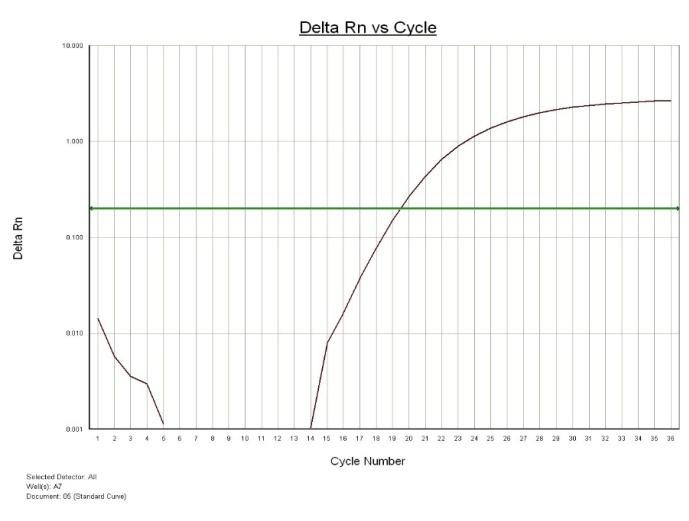 Delta Rn vs Cycle
10.000
1.000
0.100
0.010
0.001
Delta Rn
1 2 3 4 5 6 7 8 9 10 11 12 13 14 15 16 17 18 19 20 21 22 23 24 25 26 27 28 29 30 31 32 33 34 35 36
Cycle Number
Selected Detector: All
Well(s): A7
Document: 05 (Standard Curve)